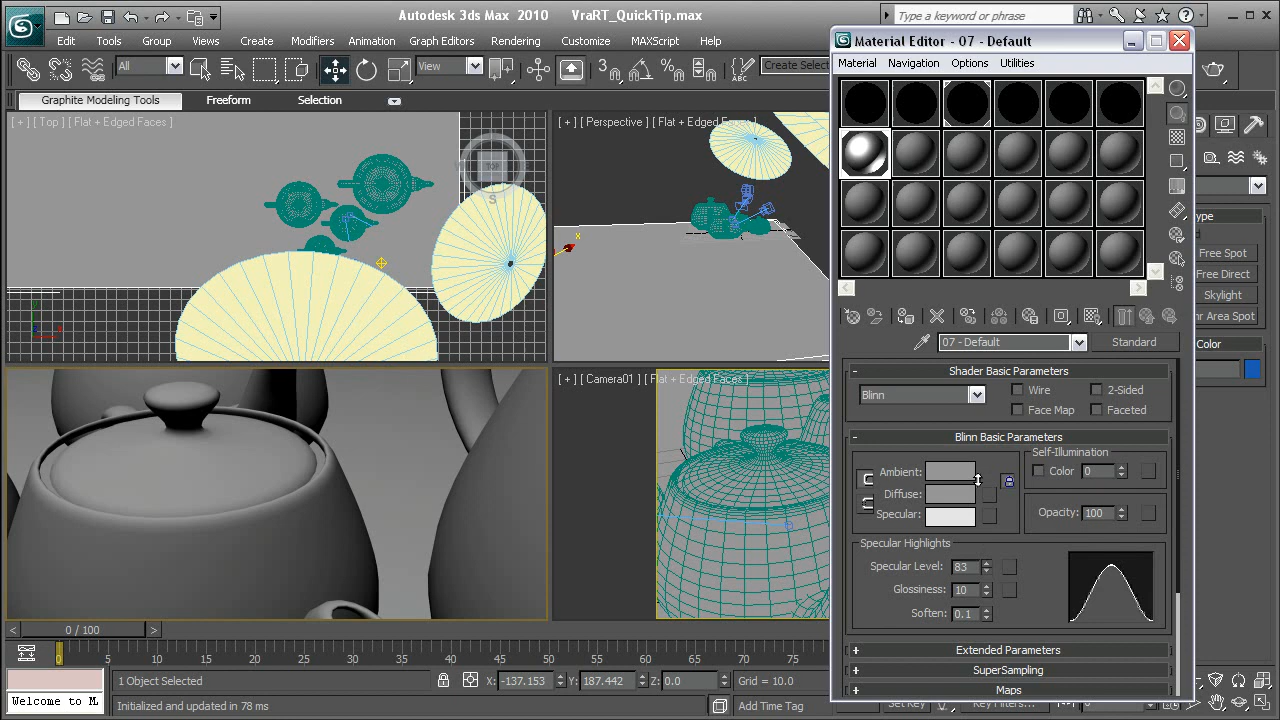 Autodesk 3ds Max 2010 VraRT_QuickTip.max
Type a keyword or phrase
Edit Tools Group Views Create Modifiers Animation Graph Editors Rendering Customize MAXScript Help
All
View
Create Selec
Graphite Modeling Tools Freeform Selection
[ + ] [ Top ] [ Flat + Edged Faces ]
TOP
S
[ + ] [ Perspective ] [ Flat + Edged Faces ]
x
[ + ] [ Camera01 ] [ Flat + Edged Faces ]
Material Editor - 07 - Default
Material Navigation Options Utilities
07 - Default
Standard
- Shader Basic Parameters
Blinn
Wire
2-Sided
Face Map
Faceted
- Blinn Basic Parameters
Ambient:
Diffuse:
Specular:
Self-Illumination
Color 0
Opacity: 100
Specular Highlights
Specular Level: 83
Glossiness: 10
Soften: 0.1
+ Extended Parameters
+ SuperSampling
+ Maps
Type
Free Spot
Free Direct
Skylight
Area Spot
Color
< 0 / 100 >
0 5 10 15 20 25 30 35 40 45 50 55 60 65 70 75
1 Object Selected
X: -137.153 Y: 187.442 Z: 0.0 Grid = 10.0
Welcome to M
Initialized and updated in 78 ms
Add Time Tag
Set Key
Key Filters...